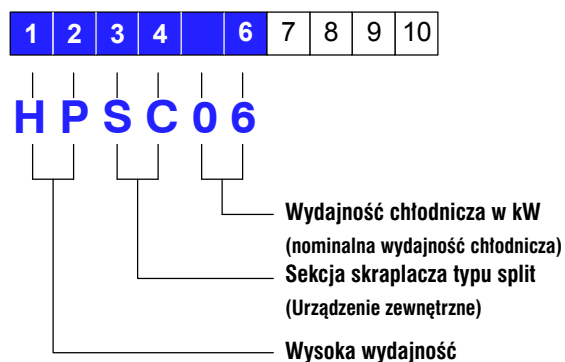 1 2 3 4 6 7 8 9 10
H P S C 0 6
Wydajność chłodnicza w kW
(nominalna wydajność chłodnicza)
Sekcja skraplacza typu split
(Urządzenie zewnętrzne)
Wysoka wydajność